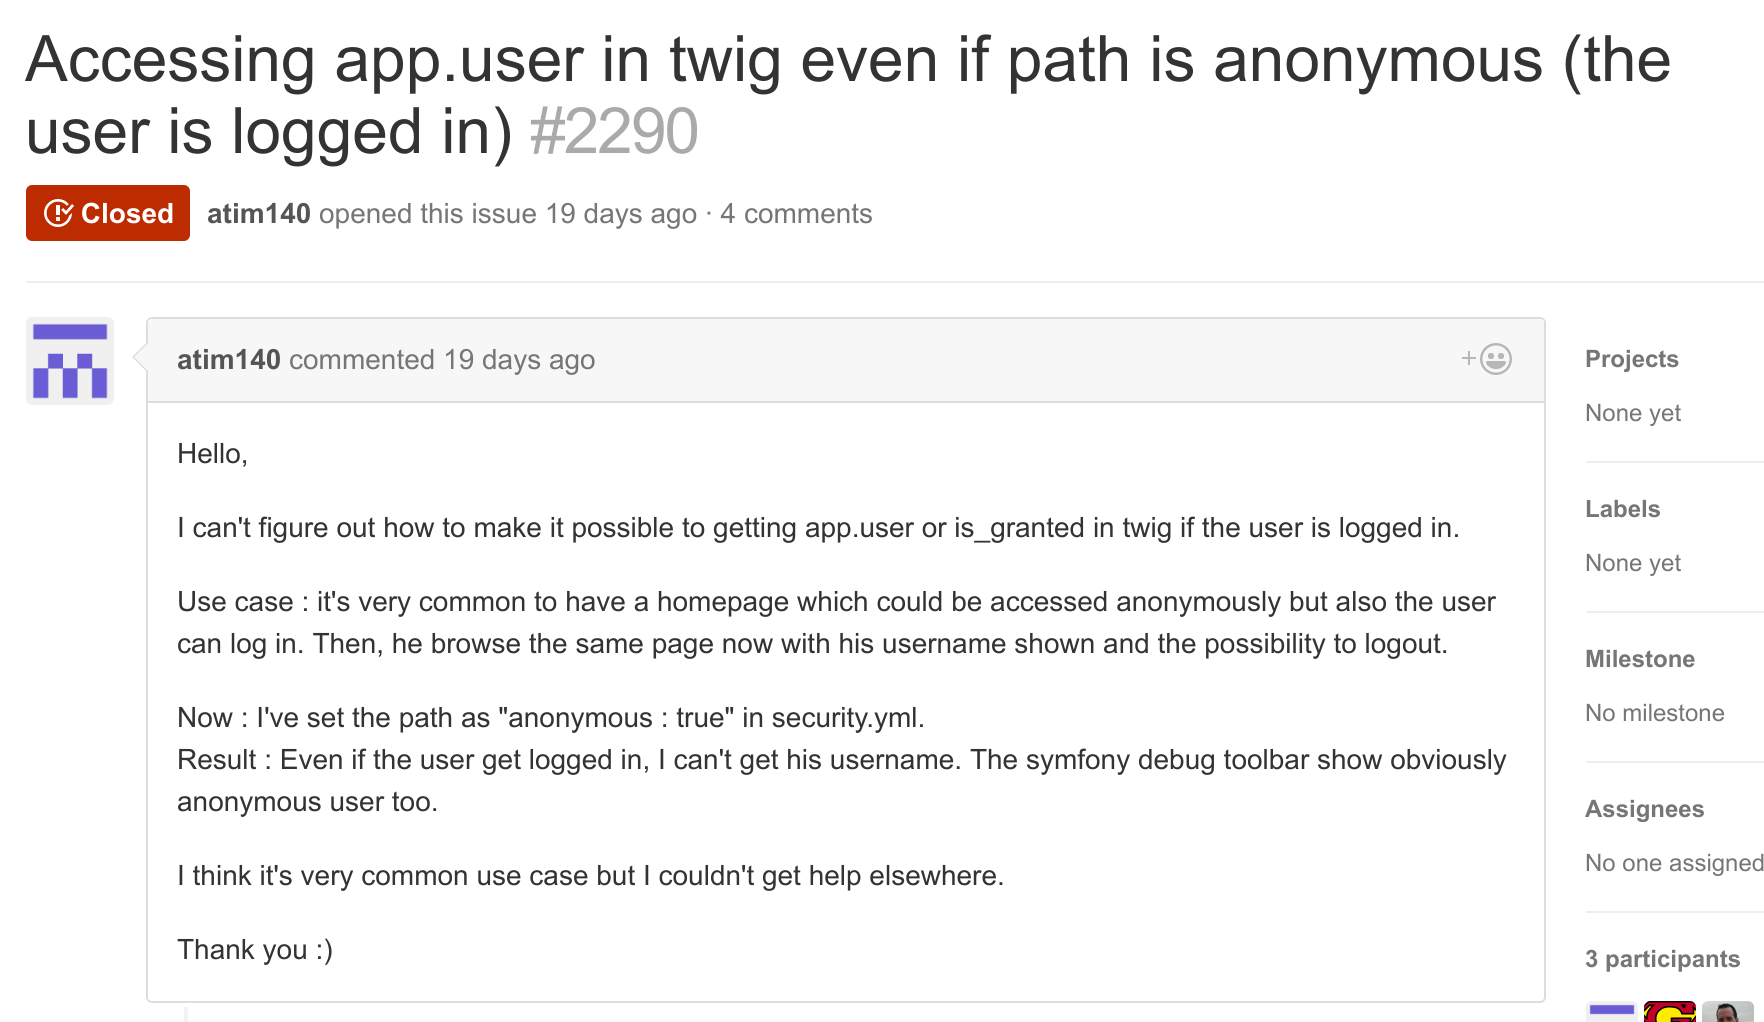 Accessing app.user in twig even if path is anonymous (the
user is logged in) #2290
Closed atim140 opened this issue 19 days ago · 4 comments
atim140 commented 19 days ago
Hello,
I can't figure out how to make it possible to getting app.user or is_granted in twig if the user is logged in.
Use case : it's very common to have a homepage which could be accessed anonymously but also the user
can log in. Then, he browse the same page now with his username shown and the possibility to logout.
Now : I've set the path as "anonymous : true" in security.yml.
Result : Even if the user get logged in, I can't get his username. The symfony debug toolbar show obviously
anonymous user too.
I think it's very common use case but I couldn't get help elsewhere.
Thank you :)
Projects
None yet
Labels
None yet
Milestone
No milestone
Assignees
No one assigned
3 participants